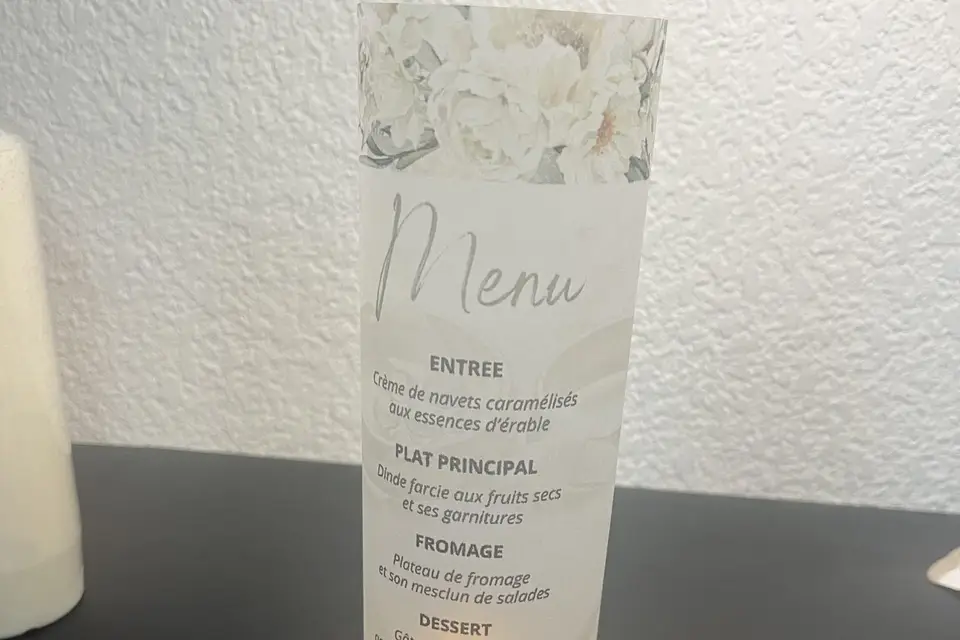 Menu
ENTREE
Crème de navets caramélisés
aux essences d'érable
PLAT PRINCIPAL
Dinde farcie aux fruits secs
et ses garnitures
FROMAGE
Plateau de fromage
et son mesclun de salades
DESSERT